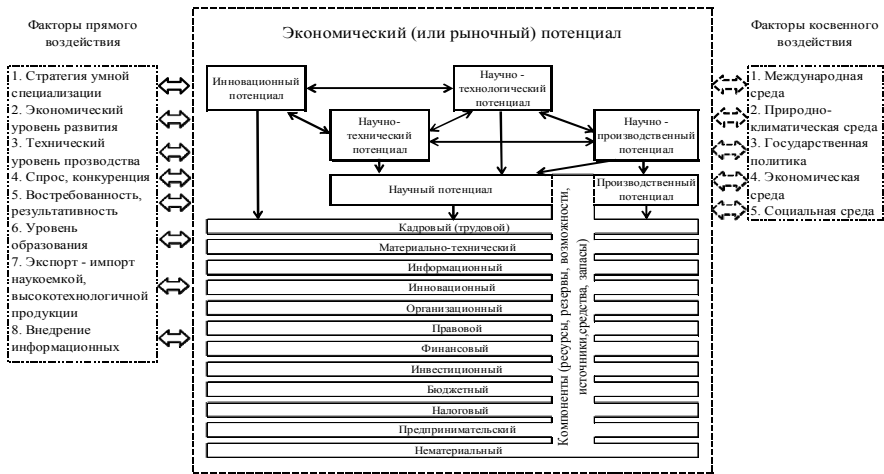 Факторы прямого
воздействия
1. Стратегия умной
специализации
2. Экономический
уровень развития
3. Технический
уровень прозводства
4. Спрос, конкуренция
5. Востребованность,
результативность
6. Уровень
образования
7. Экспорт - импорт
наукоемкой,
высокотехнологичной
продукции
8. Внедрение
информационных
Экономический (или рыночный) потенциал
Инновационный
потенциал
Научно -
технологический
потенциал
Научно-
технический
потенциал
Научно -
производственный
потенциал
Научный потенциал
Производственный
потенциал
Кадровый (трудовой)
Материально-технический
Информационный
Инновационный
Организационный
Правовой
Финансовый
Инвестиционный
Бюджетный
Налоговый
Предпринимательский
Нематериальный
Компоненты (ресурсы, резервы, возможности,
источники,средства, запасы)
Факторы косвенного
воздействия
1. Международная
среда
2. Природно-
климатическая среда
3. Государственная
политика
4. Экономическая
среда
5. Социальная среда